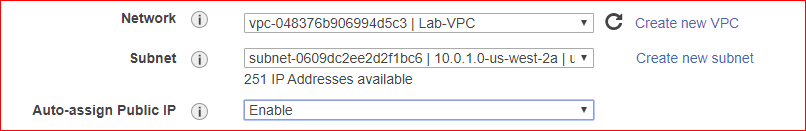 Network vpc-048376b906994d5c3 | Lab-VPC Create new VPC
Subnet subnet-0609dc2ee2d2f1bc6 | 10.0.1.0-us-west-2a | u Create new subnet
251 IP Addresses available
Auto-assign Public IP Enable